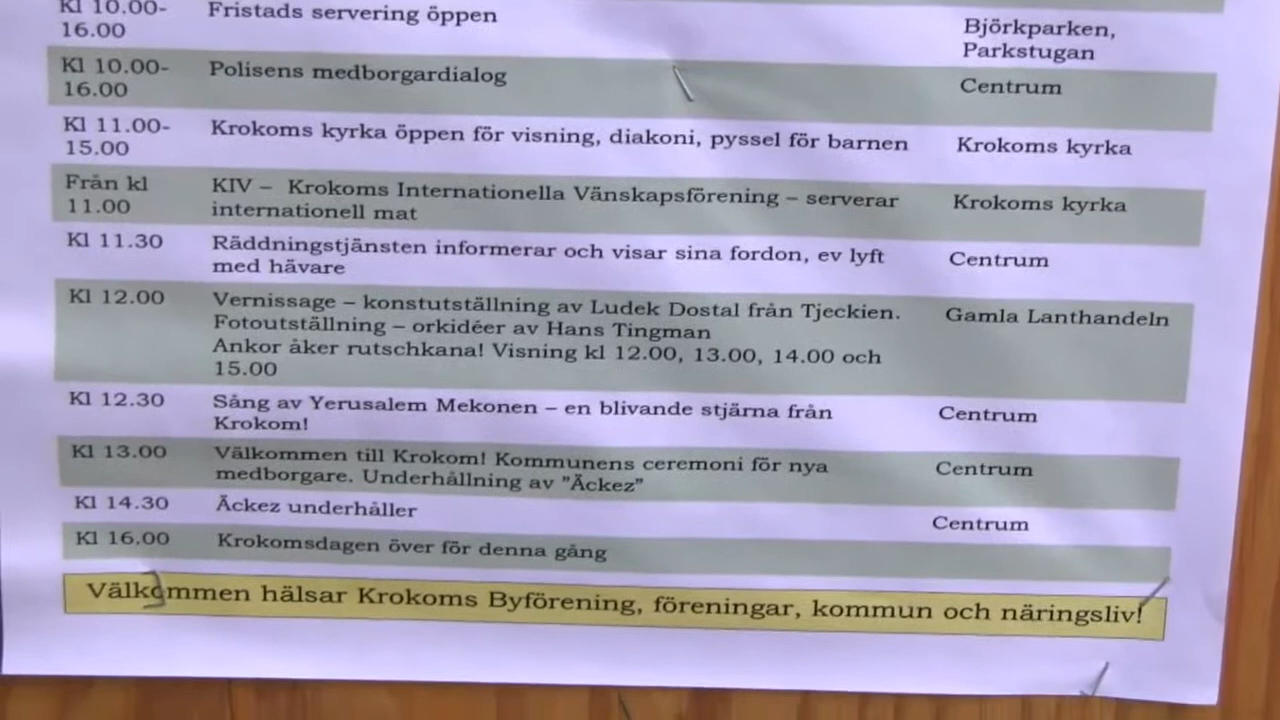 Kl 10.00- Fristads servering öppen Björkparken,
16.00 Parkstugan
Kl 10.00- Polisens medborgardialog Centrum
16.00
Kl 11.00- Krokoms kyrka öppen för visning, diakoni, pyssel för barnen Krokoms kyrka
15.00
Från kl KIV – Krokoms Internationella Vänskapsförening – serverar Krokoms kyrka
11.00 internationell mat
Kl 11.30 Räddningstjänsten informerar och visar sina fordon, ev lyft Centrum
med hävare
Kl 12.00 Vernissage – konstutställning av Ludek Dostal från Tjeckien. Gamla Lanthandeln
Fotoutställning – orkidéer av Hans Tingman
Ankor åker rutschkana! Visning kl 12.00, 13.00, 14.00 och
15.00
Kl 12.30 Sång av Yerusalem Mekonen – en blivande stjärna från Centrum
Krokom!
Kl 13.00 Välkommen till Krokom! Kommunens ceremoni för nya Centrum
medborgare. Underhållning av "Äckez"
Kl 14.30 Äckez underhåller Centrum
Kl 16.00 Krokomsdagen över för denna gång
Välkommen hälsar Krokoms Byförening, föreningar, kommun och näringsliv!